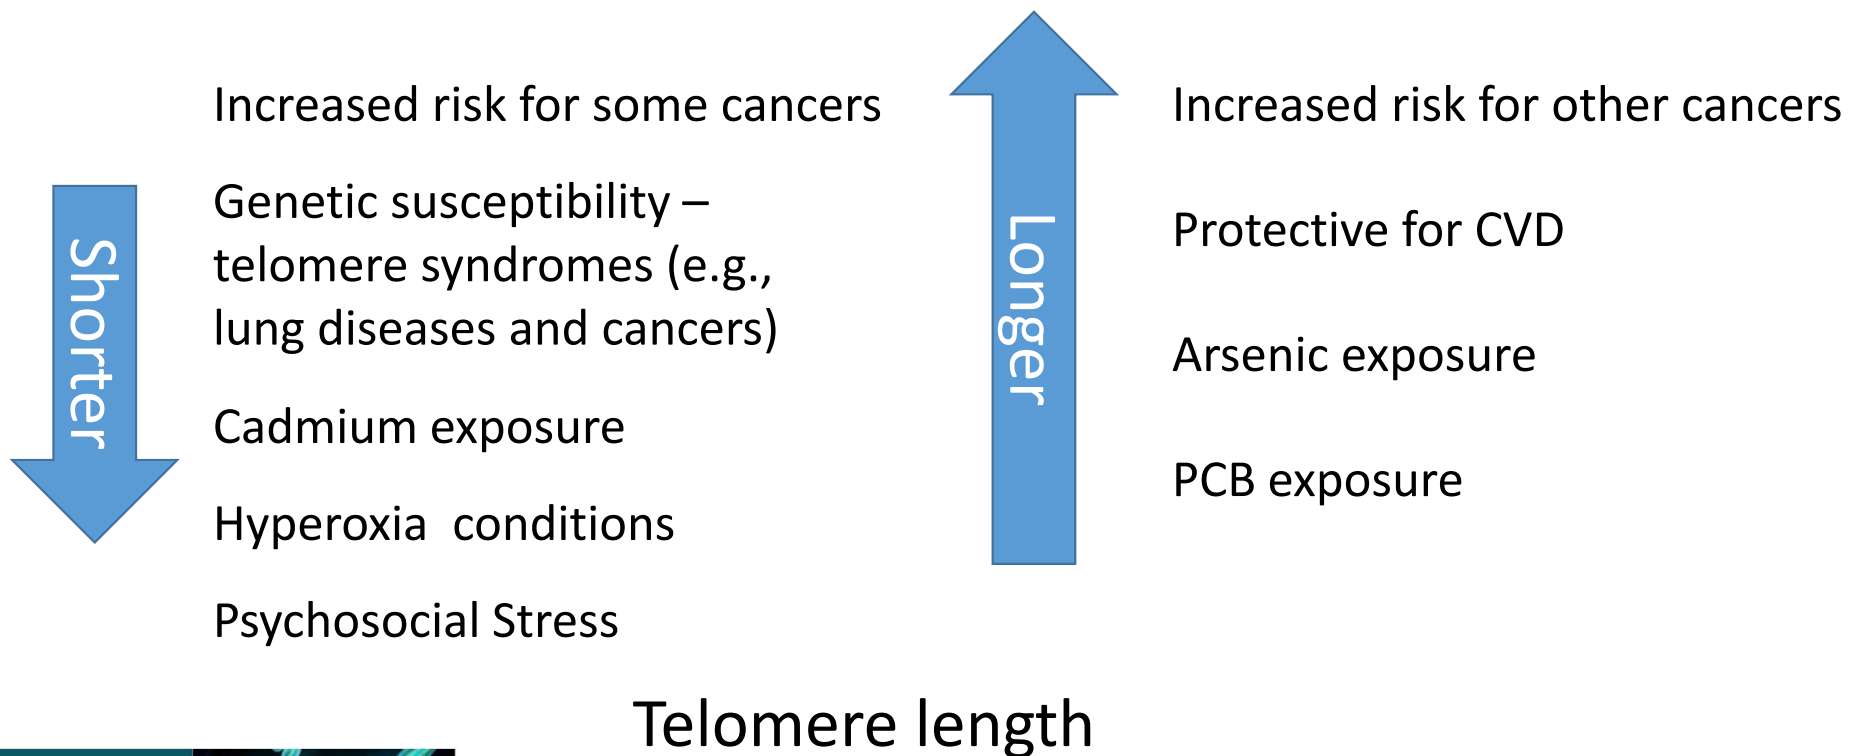 Shorter
Increased risk for some cancers
Genetic susceptibility –
telomere syndromes (e.g.,
lung diseases and cancers)
Cadmium exposure
Hyperoxia  conditions
Psychosocial Stress
Longer
Increased risk for other cancers
Protective for CVD
Arsenic exposure
PCB exposure
Telomere length